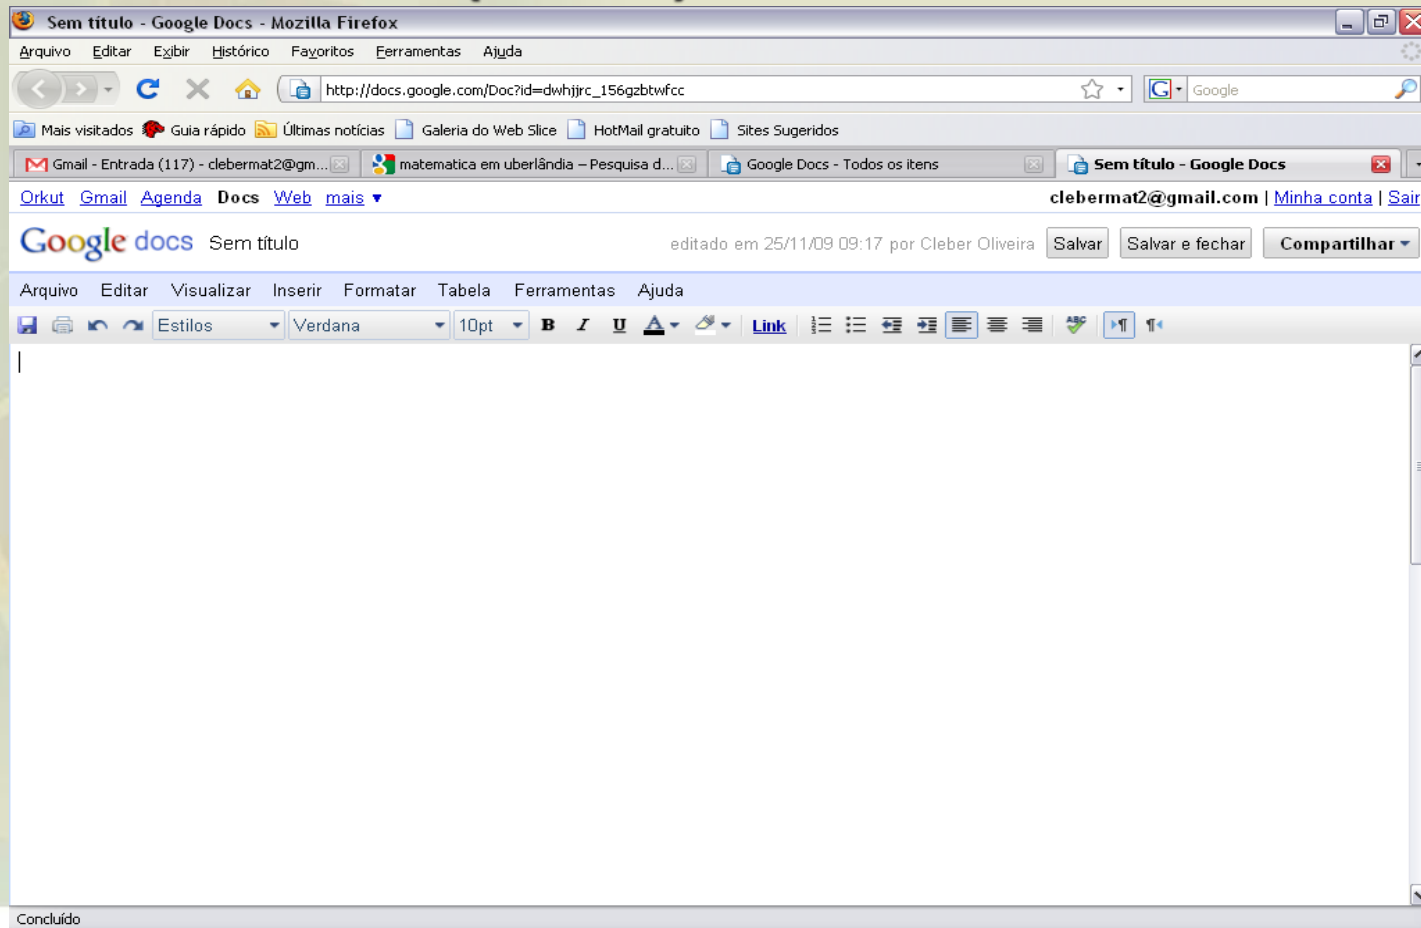 Sem título - Google Docs - Mozilla Firefox
Arquivo Editar Exibir Histórico Favoritos Ferramentas Ajuda
http://docs.google.com/Doc?id=dwhjjrc_156gzbtwfcc G Google
Mais visitados Guia rápido Últimas notícias Galeria do Web Slice HotMail gratuito Sites Sugeridos
Gmail - Entrada (117) - clebermat2@gm... matematica em uberlândia – Pesquisa d... Google Docs - Todos os itens Sem título - Google Docs
Orkut Gmail Agenda Docs Web mais ▼ clebermat2@gmail.com | Minha conta | Sair
Google docs Sem título editado em 25/11/09 09:17 por Cleber Oliveira Salvar Salvar e fechar Compartilhar
Arquivo Editar Visualizar Inserir Formatar Tabela Ferramentas Ajuda
Estilos Verdana 10pt B I U A Link ABC ¶ ¶
Concluído